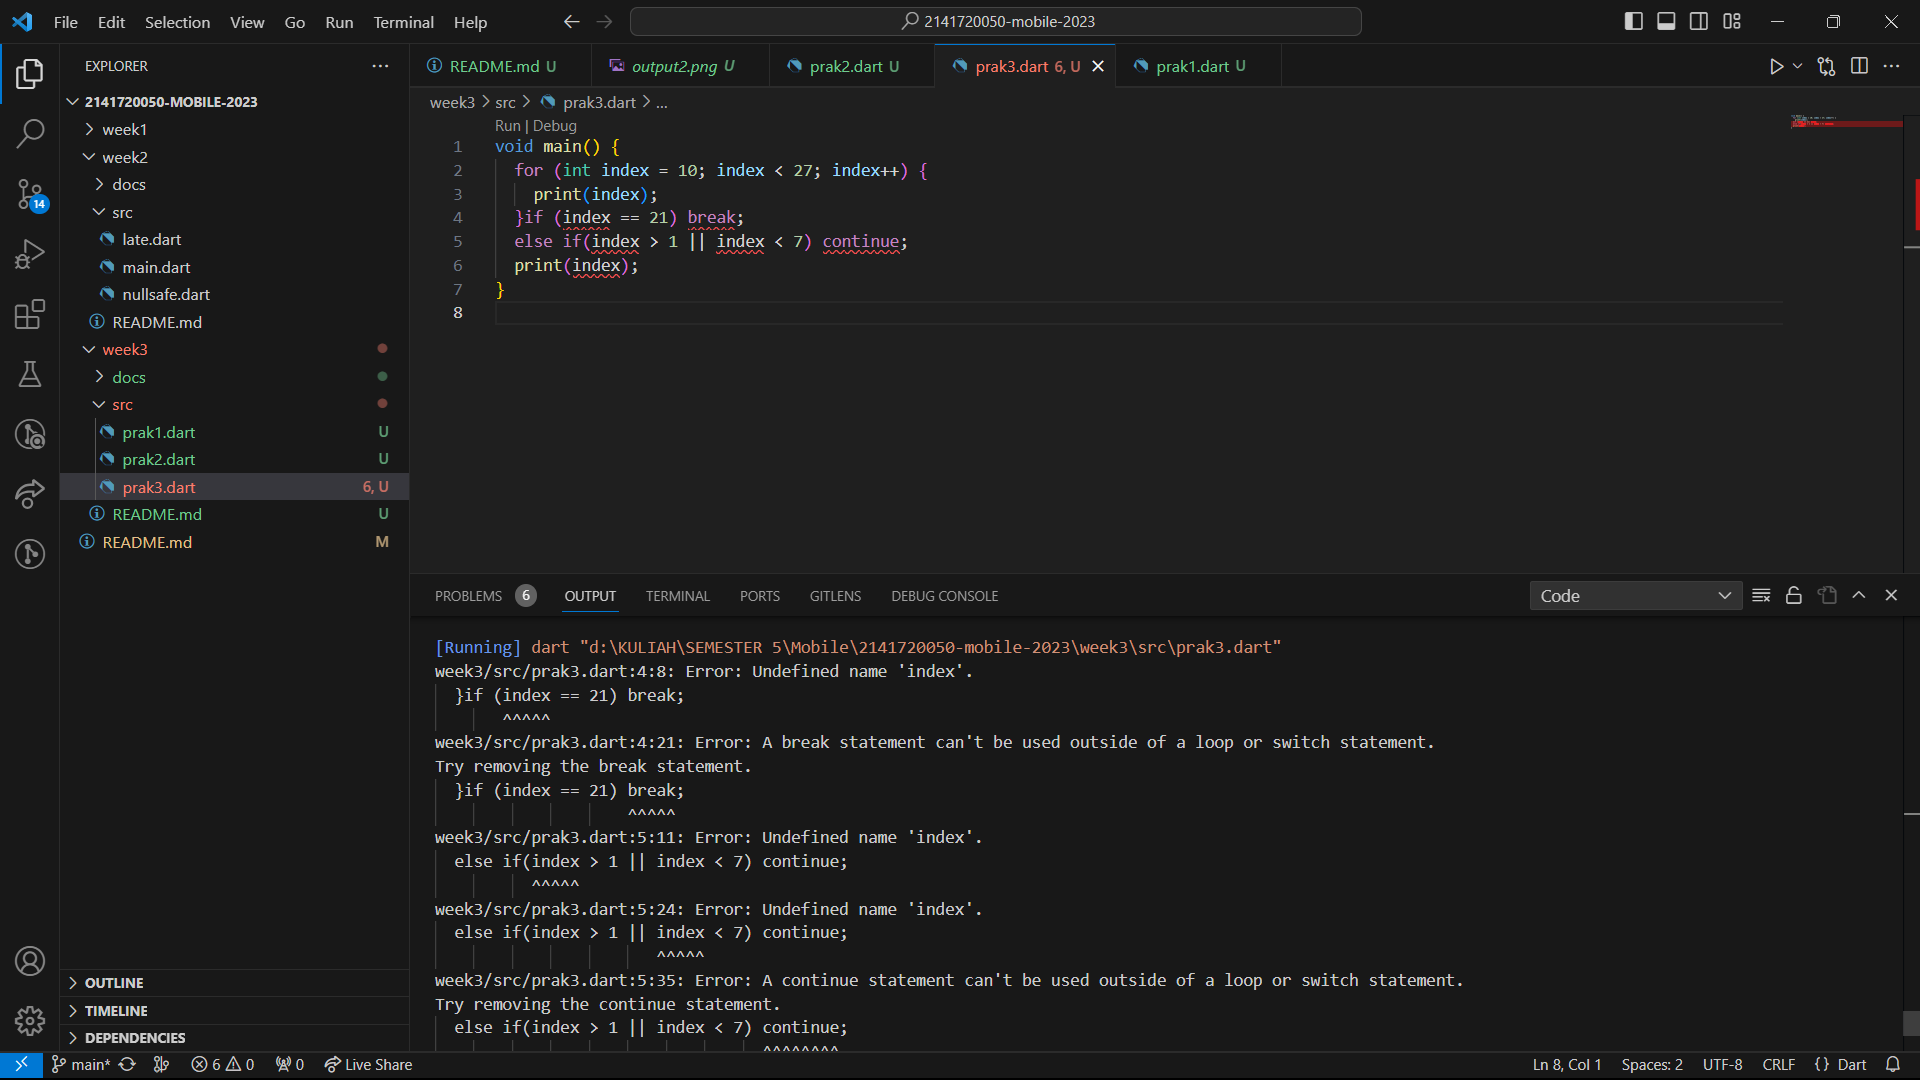 File Edit Selection View Go Run Terminal Help
2141720050-mobile-2023
EXPLORER
2141720050-MOBILE-2023
week1
week2
docs
src
late.dart
main.dart
nullsafe.dart
README.md
week3
docs
src
prak1.dart U
prak2.dart U
prak3.dart 6, U
README.md U
README.md M
OUTLINE
TIMELINE
DEPENDENCIES
14
README.md U output2.png U prak2.dart U prak3.dart 6, U prak1.dart U
week3 > src > prak3.dart > ...
Run | Debug
1 void main() {
2 for (int index = 10; index < 27; index++) {
3 print(index);
4 }if (index == 21) break;
5 else if(index > 1 || index < 7) continue;
6 print(index);
7 }
8
PROBLEMS 6 OUTPUT TERMINAL PORTS GITLENS DEBUG CONSOLE Code
[Running] dart "d:\KULIAH\SEMESTER 5\Mobile\2141720050-mobile-2023\week3\src\prak3.dart"
week3/src/prak3.dart:4:8: Error: Undefined name 'index'.
}if (index == 21) break;
^^^^^
week3/src/prak3.dart:4:21: Error: A break statement can't be used outside of a loop or switch statement.
Try removing the break statement.
}if (index == 21) break;
^^^^^
week3/src/prak3.dart:5:11: Error: Undefined name 'index'.
else if(index > 1 || index < 7) continue;
^^^^^
week3/src/prak3.dart:5:24: Error: Undefined name 'index'.
else if(index > 1 || index < 7) continue;
^^^^^
week3/src/prak3.dart:5:35: Error: A continue statement can't be used outside of a loop or switch statement.
Try removing the continue statement.
else if(index > 1 || index < 7) continue;
^^^^^^^^
main* 6 0 0 Live Share Ln 8, Col 1 Spaces: 2 UTF-8 CRLF {} Dart